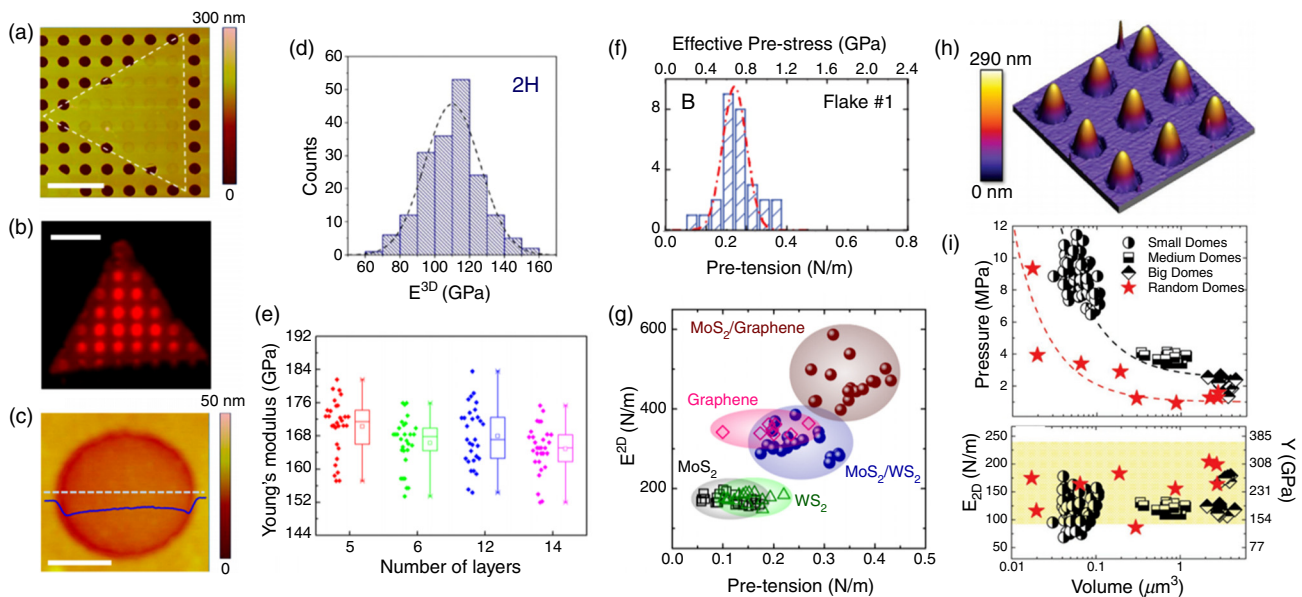 (a)
300 nm
0
(b)
(c)
50 nm
0
(d)
2H
Counts
60
50
40
30
20
10
0
60 80 100 120 140 160
E3D (GPa)
(e)
Young's modulus (GPa)
192
184
176
168
160
152
144
5 6 12 14
Number of layers
(f)
Effective Pre-stress (GPa)
0.0 0.6 1.2 1.8 2.4
B
Flake #1
8
6
4
2
0
0.0 0.2 0.4 0.6 0.8
Pre-tension (N/m)
(g)
E2D (N/m)
600
400
200
0
MoS2/Graphene
Graphene
MoS2
MoS2/WS2
WS2
0.0 0.1 0.2 0.3 0.4 0.5
Pre-tension (N/m)
(h)
290 nm
0 nm
(i)
Pressure (MPa)
12
10
8
6
4
2
Small Domes
Medium Domes
Big Domes
Random Domes
E2D (N/m)
250
200
150
100
50
385
308
231
154
77
Y (GPa)
0.01 0.1 1
Volume (μm3)